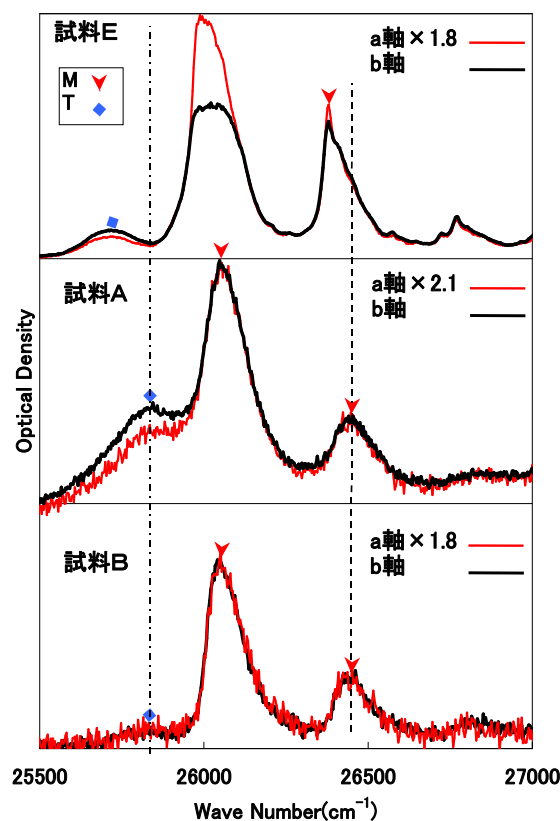 試料E
a軸×1.8
b軸
M
T
試料A
a軸×2.1
b軸
Optical Density
試料B
a軸×1.8
b軸
25500 26000 26500 27000
Wave Number(cm⁻¹)